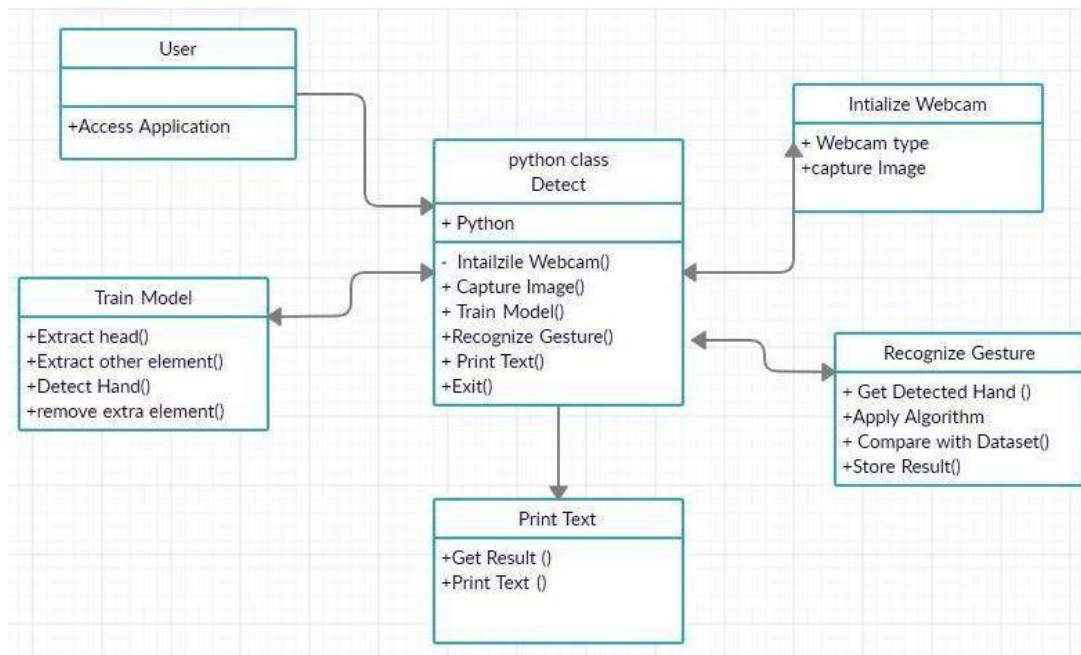 User
+Access Application
Intialize Webcam
+ Webcam type
+capture Image
python class
Detect
+ Python
- Intailzile Webcam()
+ Capture Image()
+ Train Model()
+Recognize Gesture()
+ Print Text()
+Exit()
Train Model
+Extract head()
+Extract other element()
+Detect Hand()
+remove extra element()
Recognize Gesture
+ Get Detected Hand ()
+Apply Algorithm
+ Compare with Dataset()
+Store Result()
Print Text
+Get Result ()
+Print Text ()